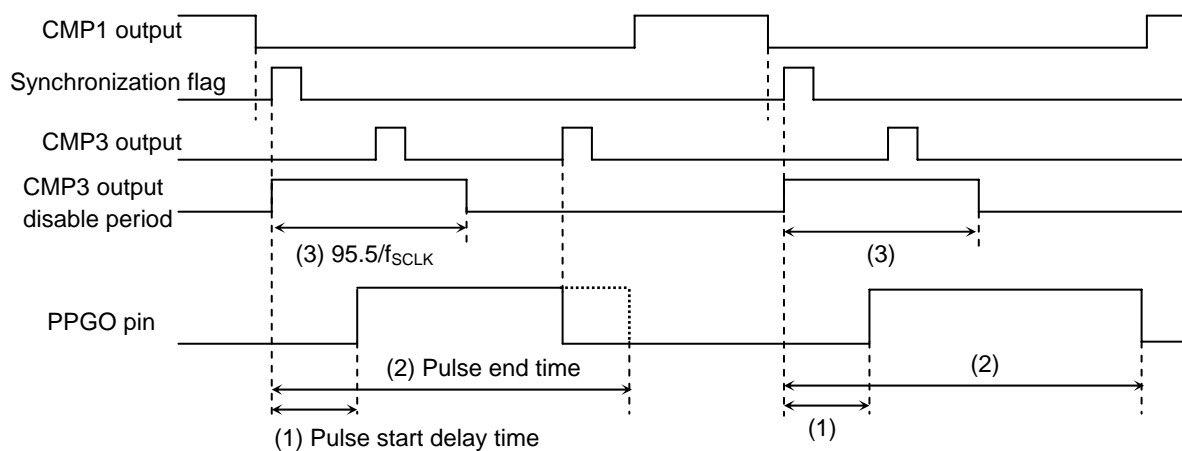 CMP1 output
Synchronization flag
CMP3 output
CMP3 output
disable period
(3) 95.5/fSCLK
(3)
PPGO pin
(2) Pulse end time
(2)
(1)
(1) Pulse start delay time